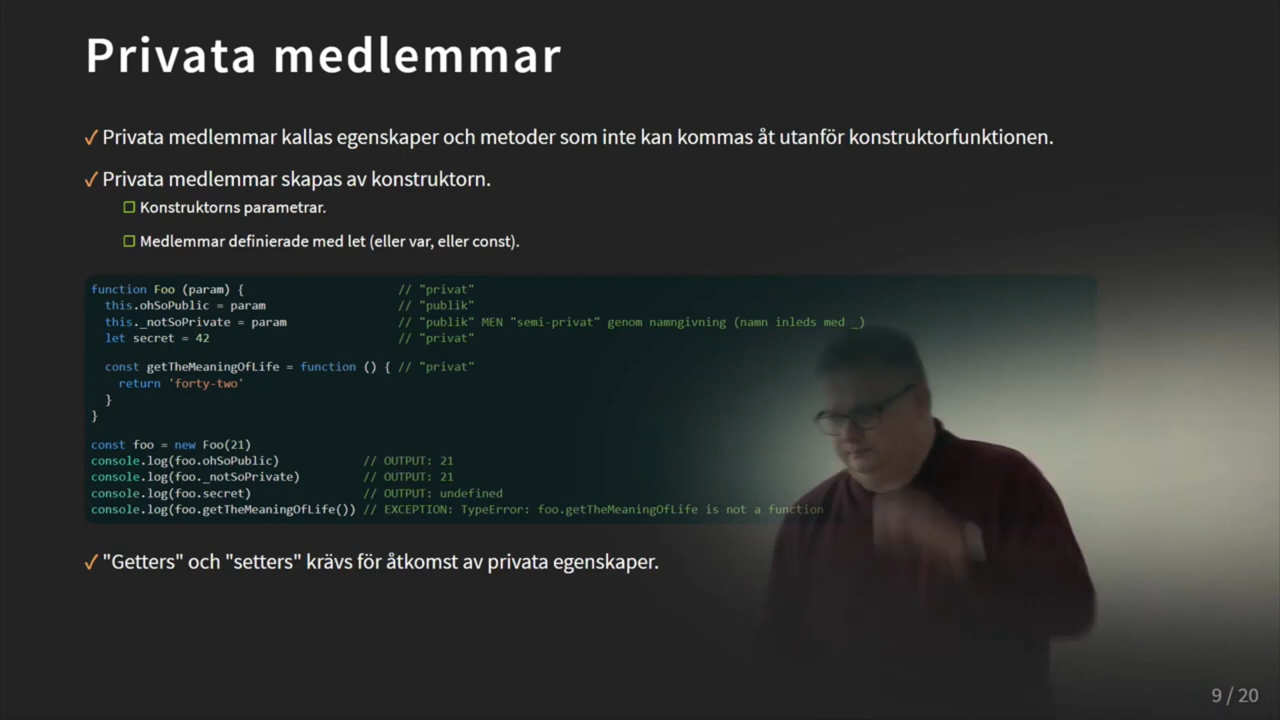 Privata medlemmar
✓ Privata medlemmar kallas egenskaper och metoder som inte kan kommas åt utanför konstruktorfunktionen.
✓ Privata medlemmar skapas av konstruktorn.
Konstruktorns parametrar.
Medlemmar definierade med let (eller var, eller const).
function Foo (param) { // "privat"
this.ohSoPublic = param // "publik"
this._notSoPrivate = param // "publik" MEN "semi-privat" genom namngivning (namn inleds med _)
let secret = 42 // "privat"
const getTheMeaningOfLife = function () { // "privat"
return 'forty-two'
}
}
const foo = new Foo(21)
console.log(foo.ohSoPublic) // OUTPUT: 21
console.log(foo._notSoPrivate) // OUTPUT: 21
console.log(foo.secret) // OUTPUT: undefined
console.log(foo.getTheMeaningOfLife()) // EXCEPTION: TypeError: foo.getTheMeaningOfLife is not a function
✓ "Getters" och "setters" krävs för åtkomst av privata egenskaper.
9 / 20